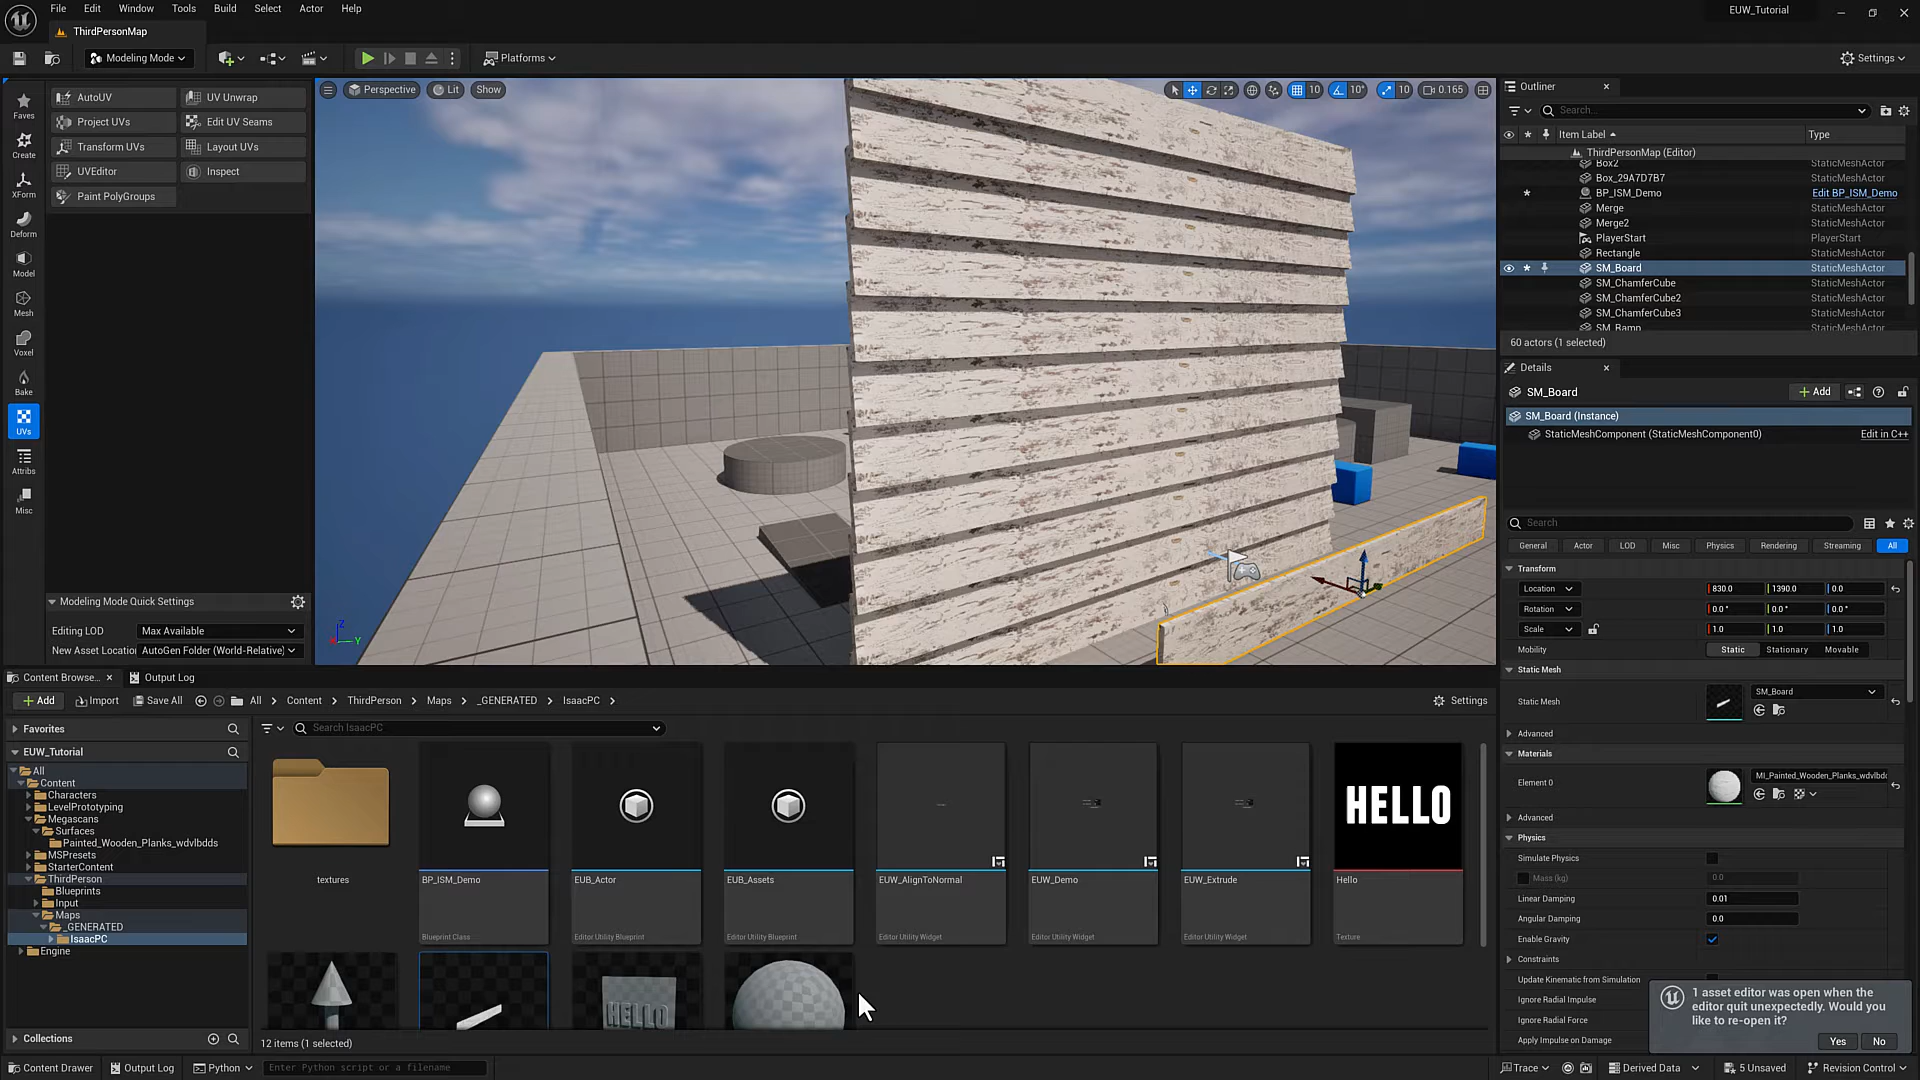 File Edit Window Tools Build Select Actor Help
EUW_Tutorial
ThirdPersonMap
Modeling Mode
Platforms
Settings
Faves
Create
XForm
Deform
Model
Mesh
Voxel
Bake
UVs
Attribs
Misc
AutoUV UV Unwrap
Project UVs Edit UV Seams
Transform UVs Layout UVs
UVEditor Inspect
Paint PolyGroups
Modeling Mode Quick Settings
Editing LOD Max Available
New Asset Location AutoGen Folder (World-Relative)
Perspective Lit Show
10 10° 10 0.165
Z
Y
Outliner
Search...
Item Label Type
ThirdPersonMap (Editor)
Box2 StaticMeshActor
Box_29A7D7B7 StaticMeshActor
BP_ISM_Demo Edit BP_ISM_Demo
Merge StaticMeshActor
Merge2 StaticMeshActor
PlayerStart PlayerStart
Rectangle StaticMeshActor
SM_Board StaticMeshActor
SM_ChamferCube StaticMeshActor
SM_ChamferCube2 StaticMeshActor
SM_ChamferCube3 StaticMeshActor
SM_Ramp StaticMeshActor
60 actors (1 selected)
Details
SM_Board
Add
SM_Board (Instance)
StaticMeshComponent (StaticMeshComponent0) Edit in C++
Search
General Actor LOD Misc Physics Rendering Streaming All
Transform
Location 830.0 1390.0 0.0
Rotation 0.0° 0.0° 0.0°
Scale 1.0 1.0 1.0
Mobility Static Stationary Movable
Static Mesh
Static Mesh SM_Board
Advanced
Materials
Element 0 MI_Painted_Wooden_Planks_wdvlbdd
Advanced
Physics
Simulate Physics
Mass (kg) 0.0
Linear Damping 0.01
Angular Damping 0.0
Enable Gravity
Constraints
Update Kinematic from Simulation
Ignore Radial Impulse
Ignore Radial Force
Apply Impulse on Damage
1 asset editor was open when the
editor quit unexpectedly. Would you
like to re-open it?
Yes No
Content Browse... Output Log
Add Import Save All All Content ThirdPerson Maps _GENERATED IsaacPC
Settings
Favorites
EUW_Tutorial
All
Content
Characters
LevelPrototyping
Megascans
Surfaces
Painted_Wooden_Planks_wdvlbdds
MSPresets
StarterContent
ThirdPerson
Blueprints
Input
Maps
_GENERATED
IsaacPC
Engine
Collections
Search IsaacPC
textures
BP_ISM_Demo
Blueprint Class
EUB_Actor
Editor Utility Blueprint
EUB_Assets
Editor Utility Blueprint
EUW_AlignToNormal
Editor Utility Widget
EUW_Demo
Editor Utility Widget
EUW_Extrude
Editor Utility Widget
HELLO
Hello
Texture
HELLO
12 items (1 selected)
Content Drawer Output Log Python Enter Python script or a filename
Trace Derived Data 5 Unsaved Revision Control